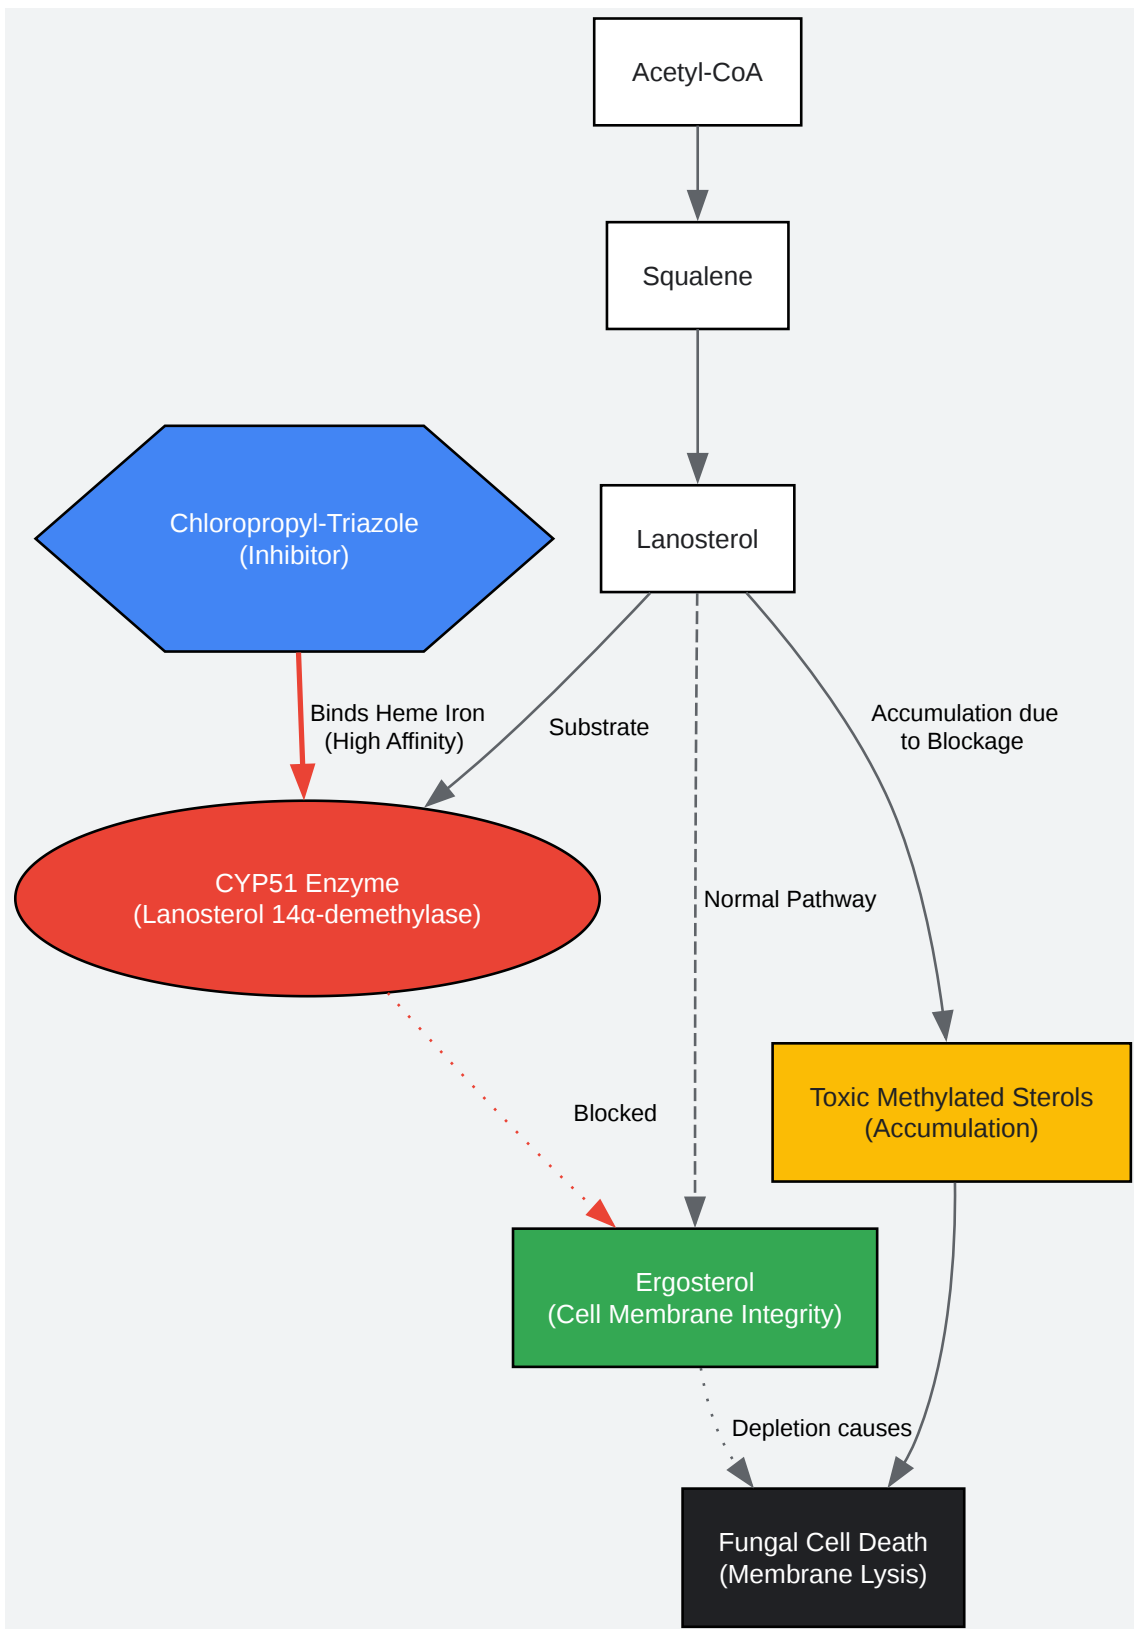 Acetyl-CoA
Squalene
Chloropropyl-Triazole
(Inhibitor)
Lanosterol
Binds Heme Iron
(High Affinity)
Substrate
Accumulation due
to Blockage
CYP51 Enzyme
(Lanosterol 14α-demethylase)
Normal Pathway
Toxic Methylated Sterols
(Accumulation)
Blocked
Ergosterol
(Cell Membrane Integrity)
Depletion causes
Fungal Cell Death
(Membrane Lysis)